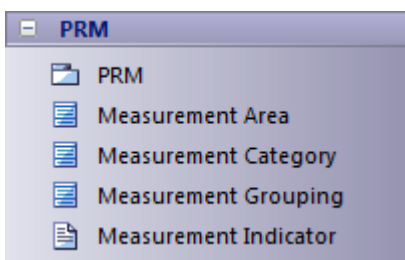 PRM
PRM
Measurement Area
Measurement Category
Measurement Grouping
Measurement Indicator